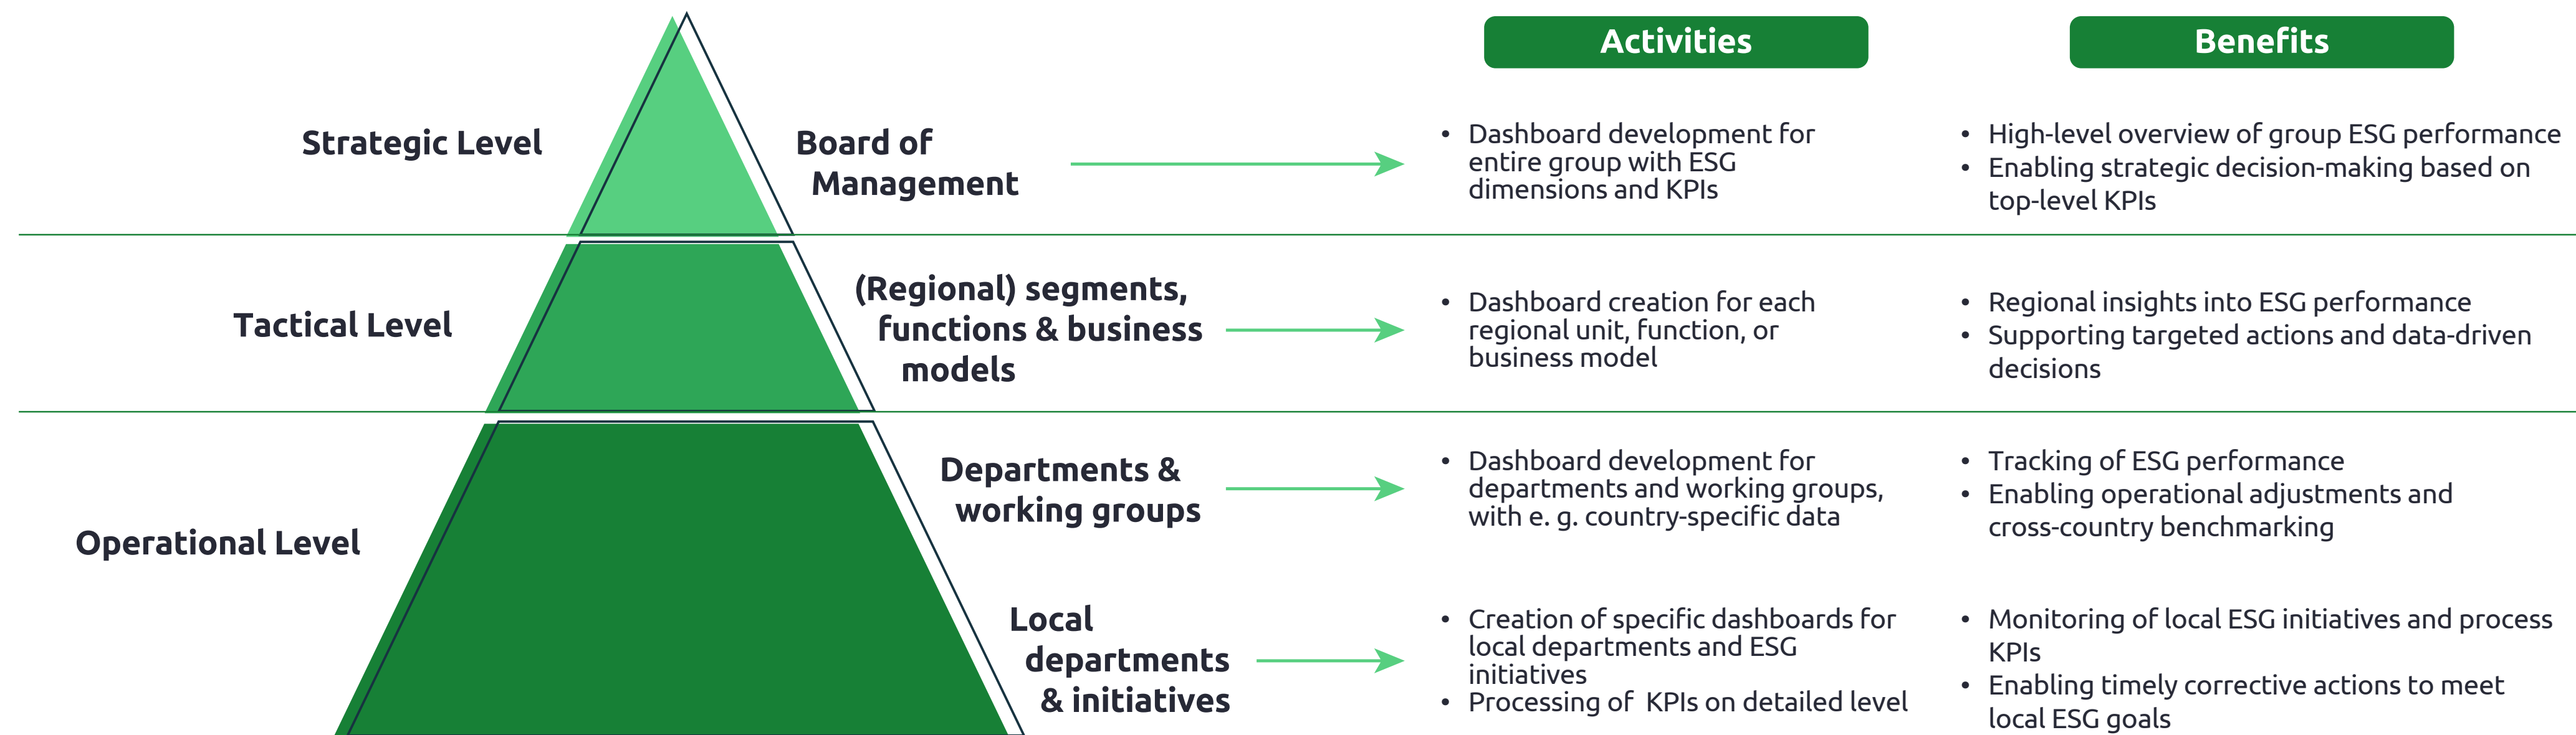 Activities
Benefits
Strategic Level
Board of
Management
• Dashboard development for
entire group with ESG
dimensions and KPIs
• High-level overview of group ESG performance
• Enabling strategic decision-making based on
top-level KPIs
Tactical Level
(Regional) segments,
functions & business
models
• Dashboard creation for each
regional unit, function, or
business model
• Regional insights into ESG performance
• Supporting targeted actions and data-driven
decisions
Operational Level
Departments &
working groups
• Dashboard development for
departments and working groups,
with e. g. country-specific data
• Tracking of ESG performance
• Enabling operational adjustments and
cross-country benchmarking
Local
departments
& initiatives
• Creation of specific dashboards for
local departments and ESG
initiatives
• Processing of  KPIs on detailed level
• Monitoring of local ESG initiatives and process
KPIs
• Enabling timely corrective actions to meet
local ESG goals